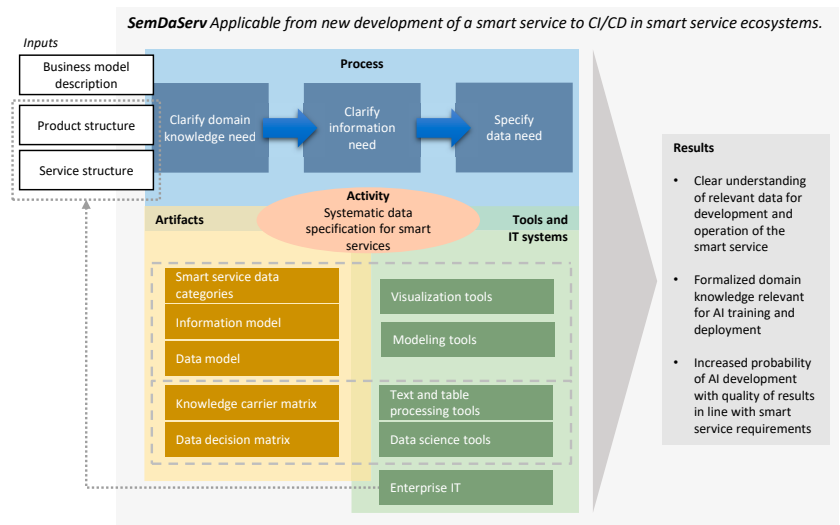 SemDaServ Applicable from new development of a smart service to CI/CD in smart service ecosystems.
Inputs
Business model
description
Product structure
Service structure
Process
Clarify domain
knowledge need
Clarify
information
need
Specify
data need
Activity
Systematic data
specification for smart
services
Artifacts
Tools and
IT systems
Smart service data
categories
Information model
Data model
Knowledge carrier matrix
Data decision matrix
Visualization tools
Modeling tools
Text and table
processing tools
Data science tools
Enterprise IT
Results
• Clear understanding
of relevant data for
development and
operation of the
smart service
• Formalized domain
knowledge relevant
for AI training and
deployment
• Increased probability
of AI development
with quality of results
in line with smart
service requirements